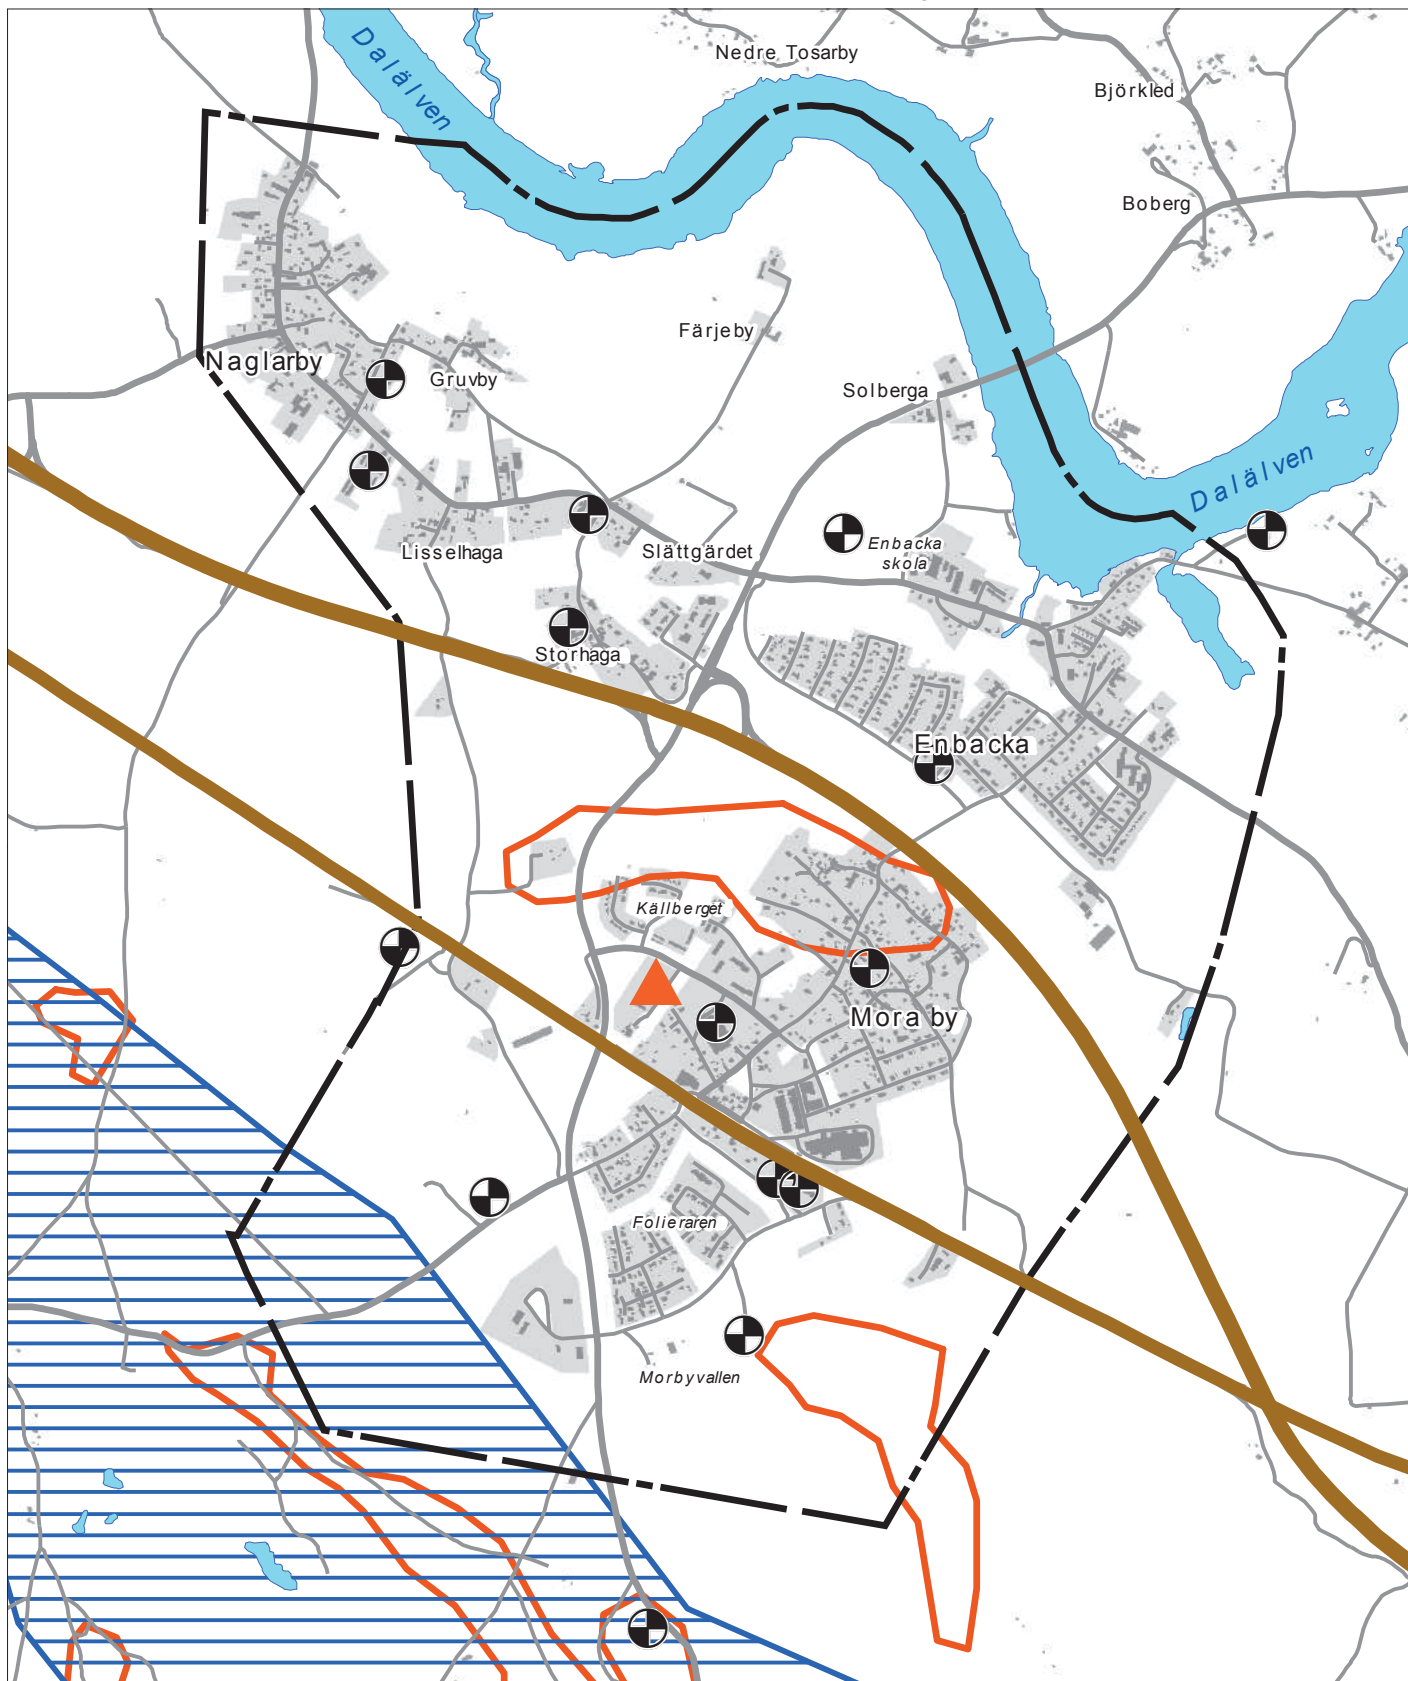 Dalälven
Nedre Tosarby
Björkled
Boberg
Färjeby
Naglarby
Gruvby
Solberga
Dalälven
Lisselhaga
Slättgärdet
Enbacka
skola
Storhaga
Enbacka
Källberget
Mora by
Folieraren
Morbyvallen